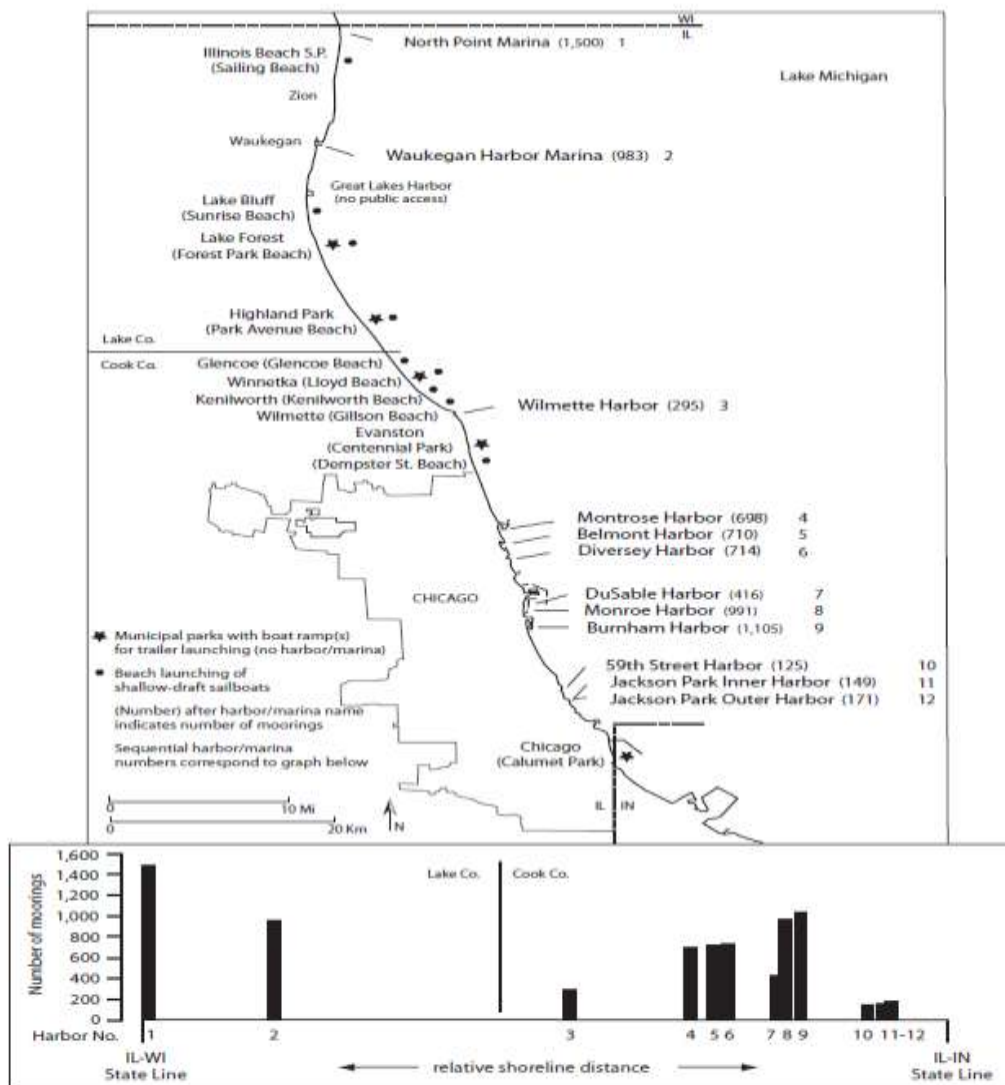 WI
IL
North Point Marina (1,500) 1
Illinois Beach S.P.
(Sailing Beach)
Lake Michigan
Zion
Waukegan
Waukegan Harbor Marina (983) 2
Great Lakes Harbor
(no public access)
Lake Bluff
(Sunrise Beach)
Lake Forest
(Forest Park Beach)
Highland Park
(Park Avenue Beach)
Lake Co.
Cook Co.
Glencoe (Glencoe Beach)
Winnetka (Lloyd Beach)
Kenilworth (Kenilworth Beach)
Wilmette (Gillson Beach)
Wilmette Harbor (295) 3
Evanston
(Centennial Park)
(Dempster St. Beach)
Montrose Harbor (698) 4
Belmont Harbor (710) 5
Diversey Harbor (714) 6
CHICAGO
DuSable Harbor (416) 7
Monroe Harbor (991) 8
Burnham Harbor (1,105) 9
59th Street Harbor (125) 10
Jackson Park Inner Harbor (149) 11
Jackson Park Outer Harbor (171) 12
Municipal parks with boat ramp(s)
for trailer launching (no harbor/marina)
Beach launching of
shallow-draft sailboats
(Number) after harbor/marina name
indicates number of moorings
Sequential harbor/marina
numbers correspond to graph below
Chicago
(Calumet Park)
IL IN
0 10 Mi
0 20 Km
N
Number of moorings
1,600
1,400
1,200
1,000
800
600
400
200
0
Lake Co. Cook Co.
Harbor No. 1 2 3 4 5 6 7 8 9 10 11-12
IL-WI
State Line
relative shoreline distance
IL-IN
State Line